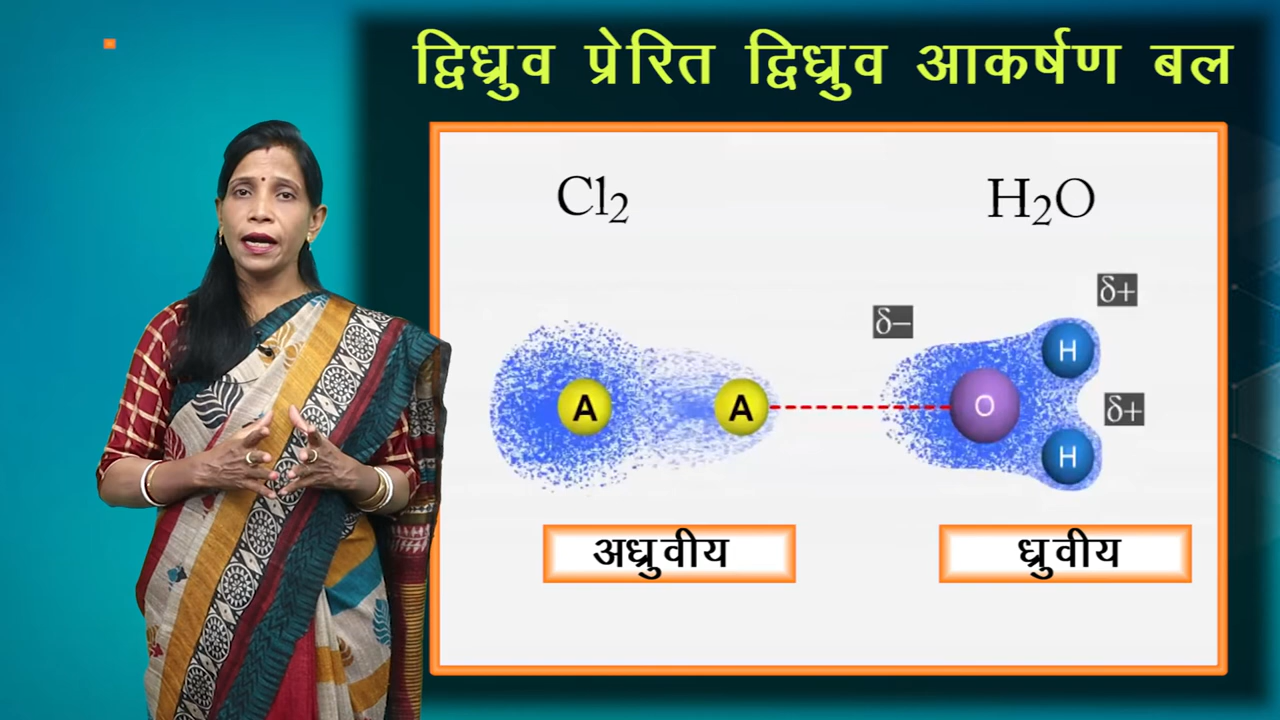 द्विध्रुव प्रेरित द्विध्रुव आकर्षण बल
Cl₂ H₂O
δ+
δ–
H
A A O
δ+
H
अध्रुवीय ध्रुवीय